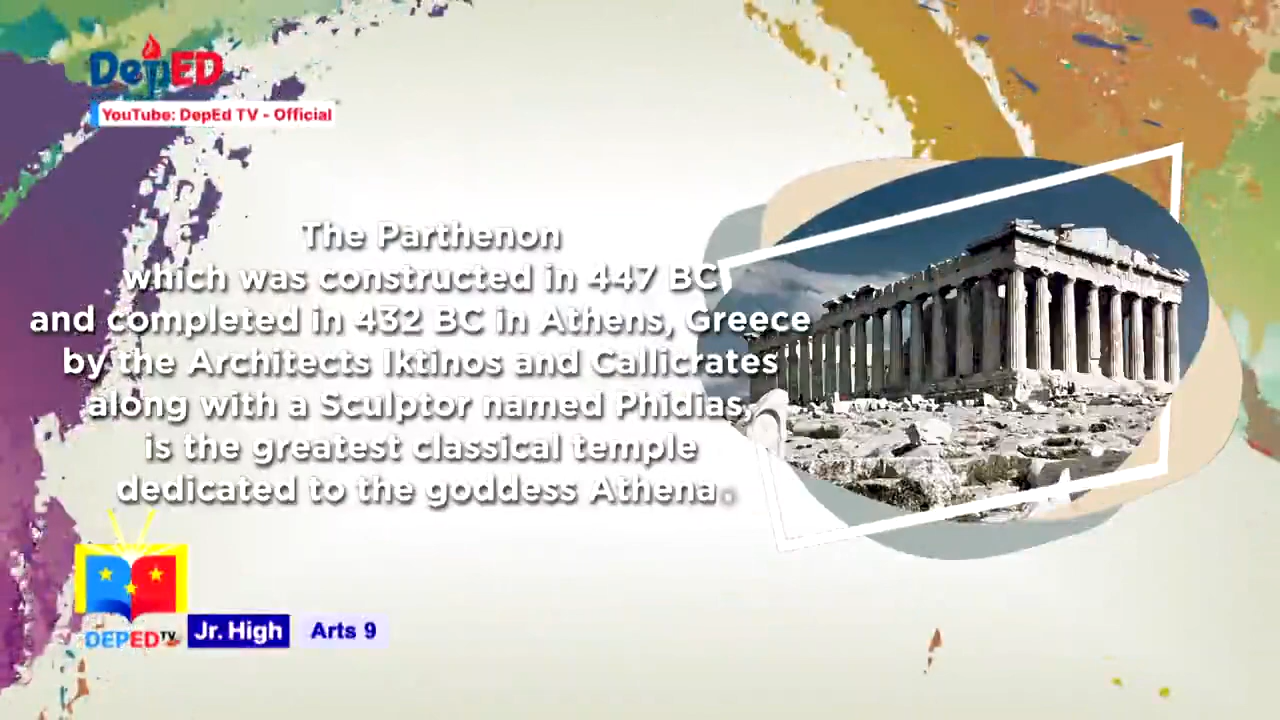 DepED
YouTube: DepEd TV - Official
The Parthenon
which was constructed in 447 BC
and completed in 432 BC in Athens, Greece
by the Architects Iktinos and Callicrates
along with a Sculptor named Phidias,
is the greatest classical temple
dedicated to the goddess Athena.
DEPED TV
Jr. High
Arts 9